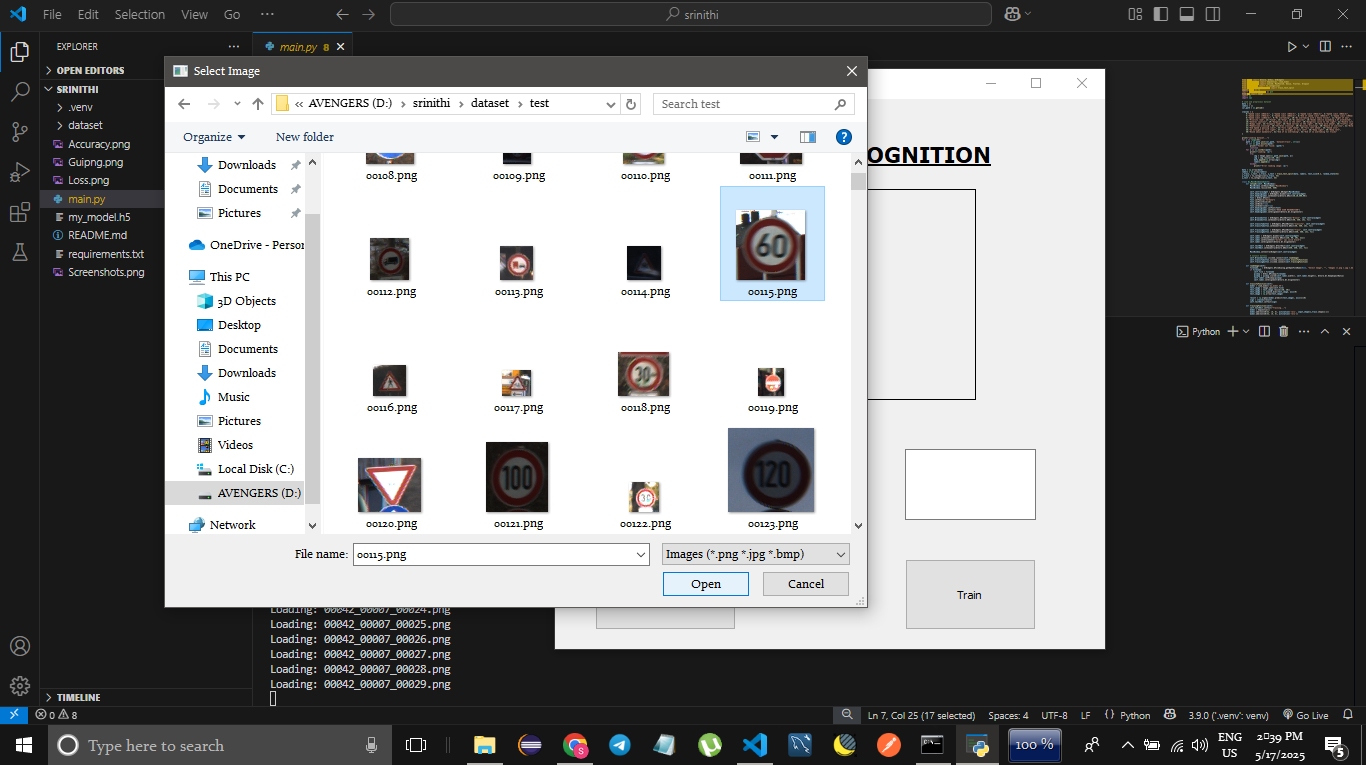 File Edit Selection View Go ··· srinithi
EXPLORER ···
main.py 8
OPEN EDITORS
SRINITHI
.venv
dataset
Accuracy.png
Guipng.png
Loss.png
main.py
my_model.h5
README.md
requirements.txt
Screenshots.png
TIMELINE
Select Image
« AVENGERS (D:) › srinithi › dataset › test
Search test
Organize
New folder
Downloads
Documents
Pictures
OneDrive - Person
This PC
3D Objects
Desktop
Documents
Downloads
Music
Pictures
Videos
Local Disk (C:)
AVENGERS (D:)
Network
00108.png 00109.png 00110.png 00111.png
60
00112.png 00113.png 00114.png 00115.png
30
00116.png 00117.png 00118.png 00119.png
100 30 120
00120.png 00121.png 00122.png 00123.png
File name: 00115.png
Images (*.png *.jpg *.bmp)
Open Cancel
OGNITION
Train
Python
Loading: 00042_00007_00024.png
Loading: 00042_00007_00025.png
Loading: 00042_00007_00026.png
Loading: 00042_00007_00027.png
Loading: 00042_00007_00028.png
Loading: 00042_00007_00029.png
0 8
Ln 7, Col 25 (17 selected) Spaces: 4 UTF-8 LF Python 3.9.0 ('.venv': venv) Go Live
Type here to search
100 %
ENG
US
2:39 PM
5/17/2025
5